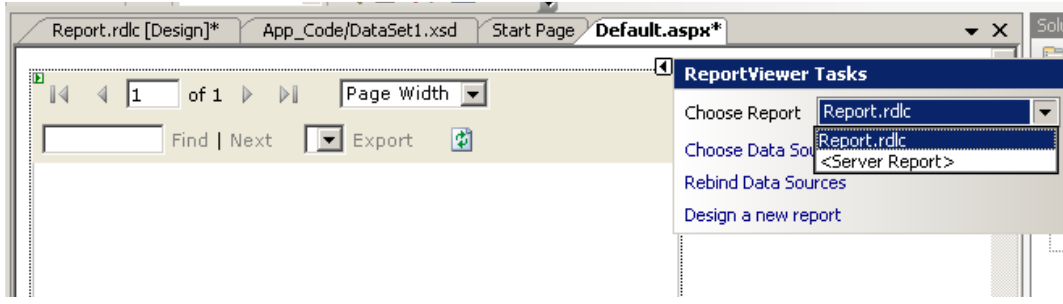 Report.rdlc [Design]* App_Code/DataSet1.xsd Start Page Default.aspx*
ReportViewer Tasks
1 of 1 Page Width
Choose Report Report.rdlc
Report.rdlc
<Server Report>
Find | Next Export
Choose Data
Rebind Data Sources
Design a new report